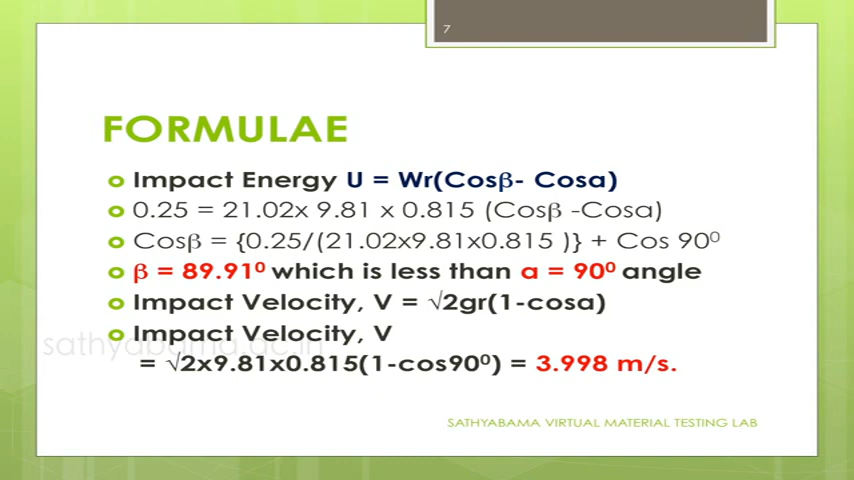 7
FORMULAE
Impact Energy U = Wr(Cosβ- Cosa)
0.25 = 21.02x 9.81 x 0.815 (Cosβ -Cosa)
Cosβ = {0.25/(21.02x9.81x0.815 )} + Cos 90⁰
β = 89.91⁰ which is less than a = 90⁰ angle
Impact Velocity, V = √2gr(1-cosa)
Impact Velocity, V
= √2x9.81x0.815(1-cos90⁰) = 3.998 m/s.
sathyabama.ac.in
SATHYABAMA VIRTUAL MATERIAL TESTING LAB